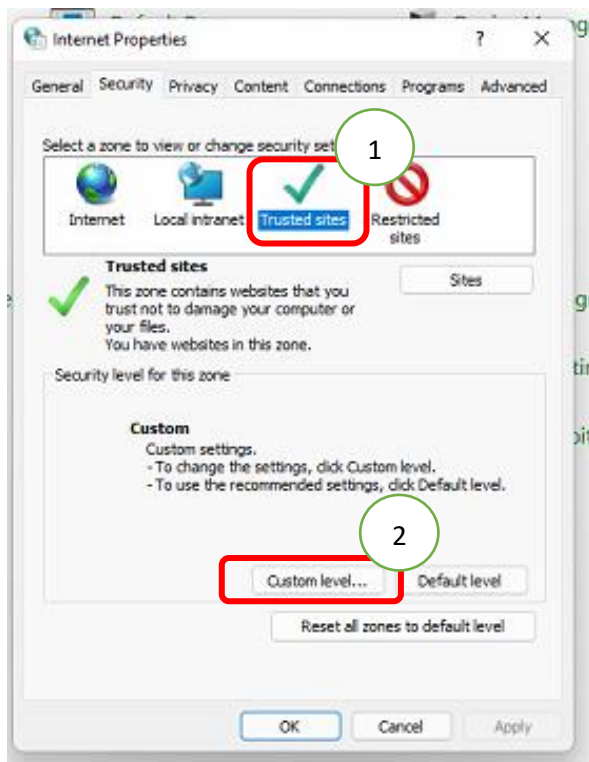 Internet Properties ? ×
General Security Privacy Content Connections Programs Advanced
Select a zone to view or change security
1
Internet Local intranet Trusted sites Restricted
sites
Trusted sites
Sites
This zone contains websites that you
trust not to damage your computer or
your files.
You have websites in this zone.
Security level for this zone
Custom
Custom settings.
- To change the settings, click Custom level.
- To use the recommended settings, click Default level.
2
Custom level... Default level
Reset all zones to default level
OK Cancel Apply